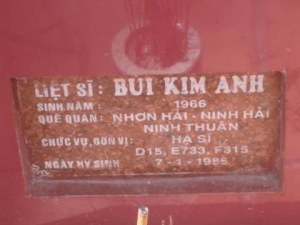 LIỆT SĨ : BUI KIM ANH
SINH NĂM : 1966
QUÊ QUÁN : NHƠN HẢI - NINH HẢI
NINH THUẬN
CHỨC VỤ, ĐƠN VỊ : HẠ SĨ
D15, E733, F315
NGÀY HY SINH 7 - 1 - 1986